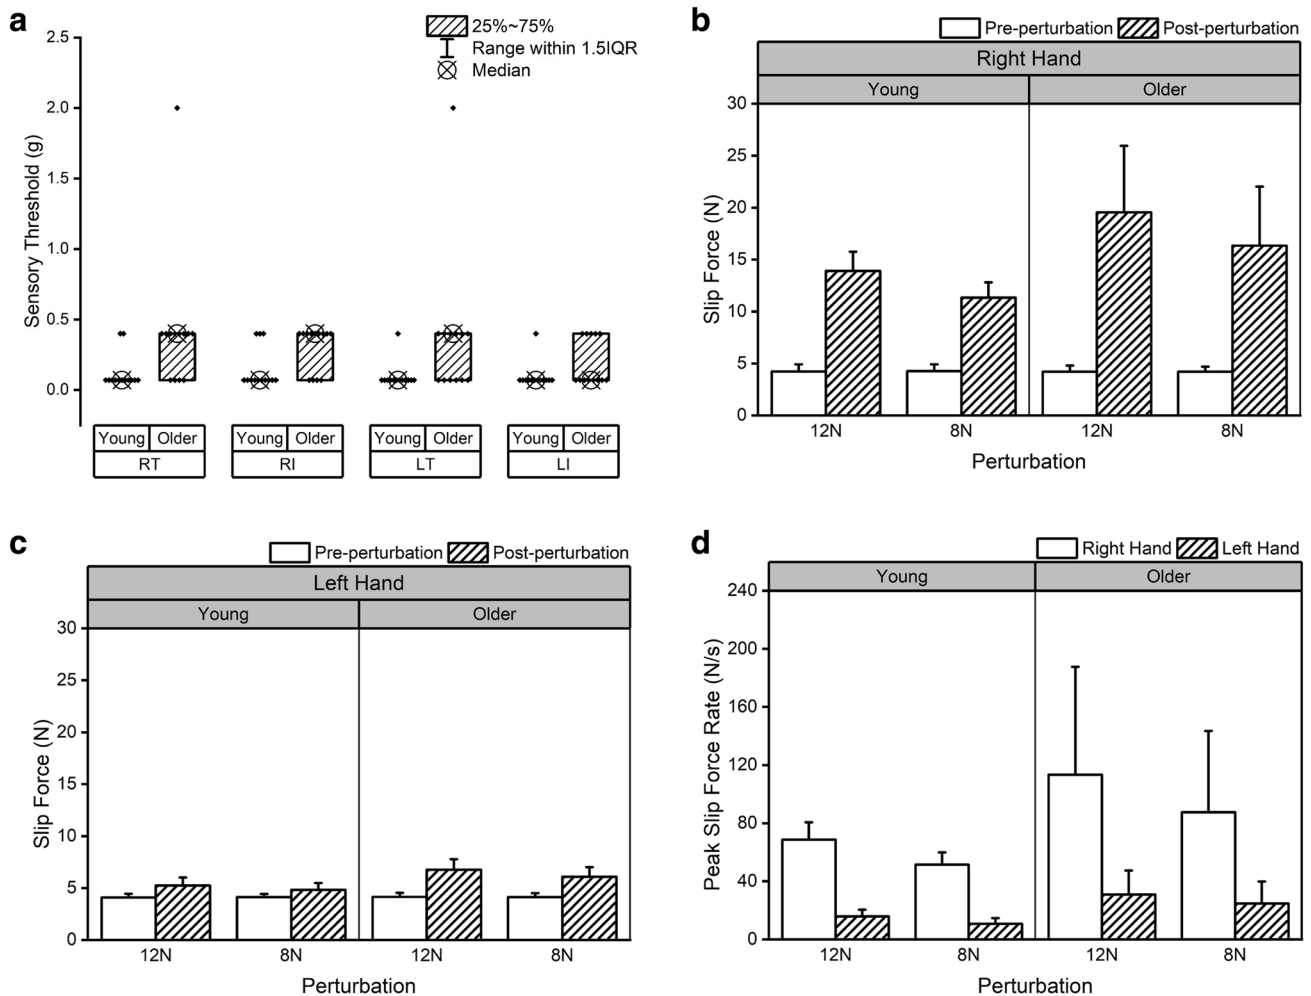 a
25%~75%
Range within 1.5IQR
Median
Sensory Threshold (g)
2.5
2.0
1.5
1.0
0.5
0.0
Young Older Young Older Young Older Young Older
RT RI LT LI
b
Pre-perturbation Post-perturbation
Right Hand
Young Older
Slip Force (N)
30
25
20
15
10
5
0
12N 8N 12N 8N
Perturbation
c
Pre-perturbation Post-perturbation
Left Hand
Young Older
Slip Force (N)
30
25
20
15
10
5
0
12N 8N 12N 8N
Perturbation
d
Right Hand Left Hand
Young Older
Peak Slip Force Rate (N/s)
240
200
160
120
80
40
0
12N 8N 12N 8N
Perturbation